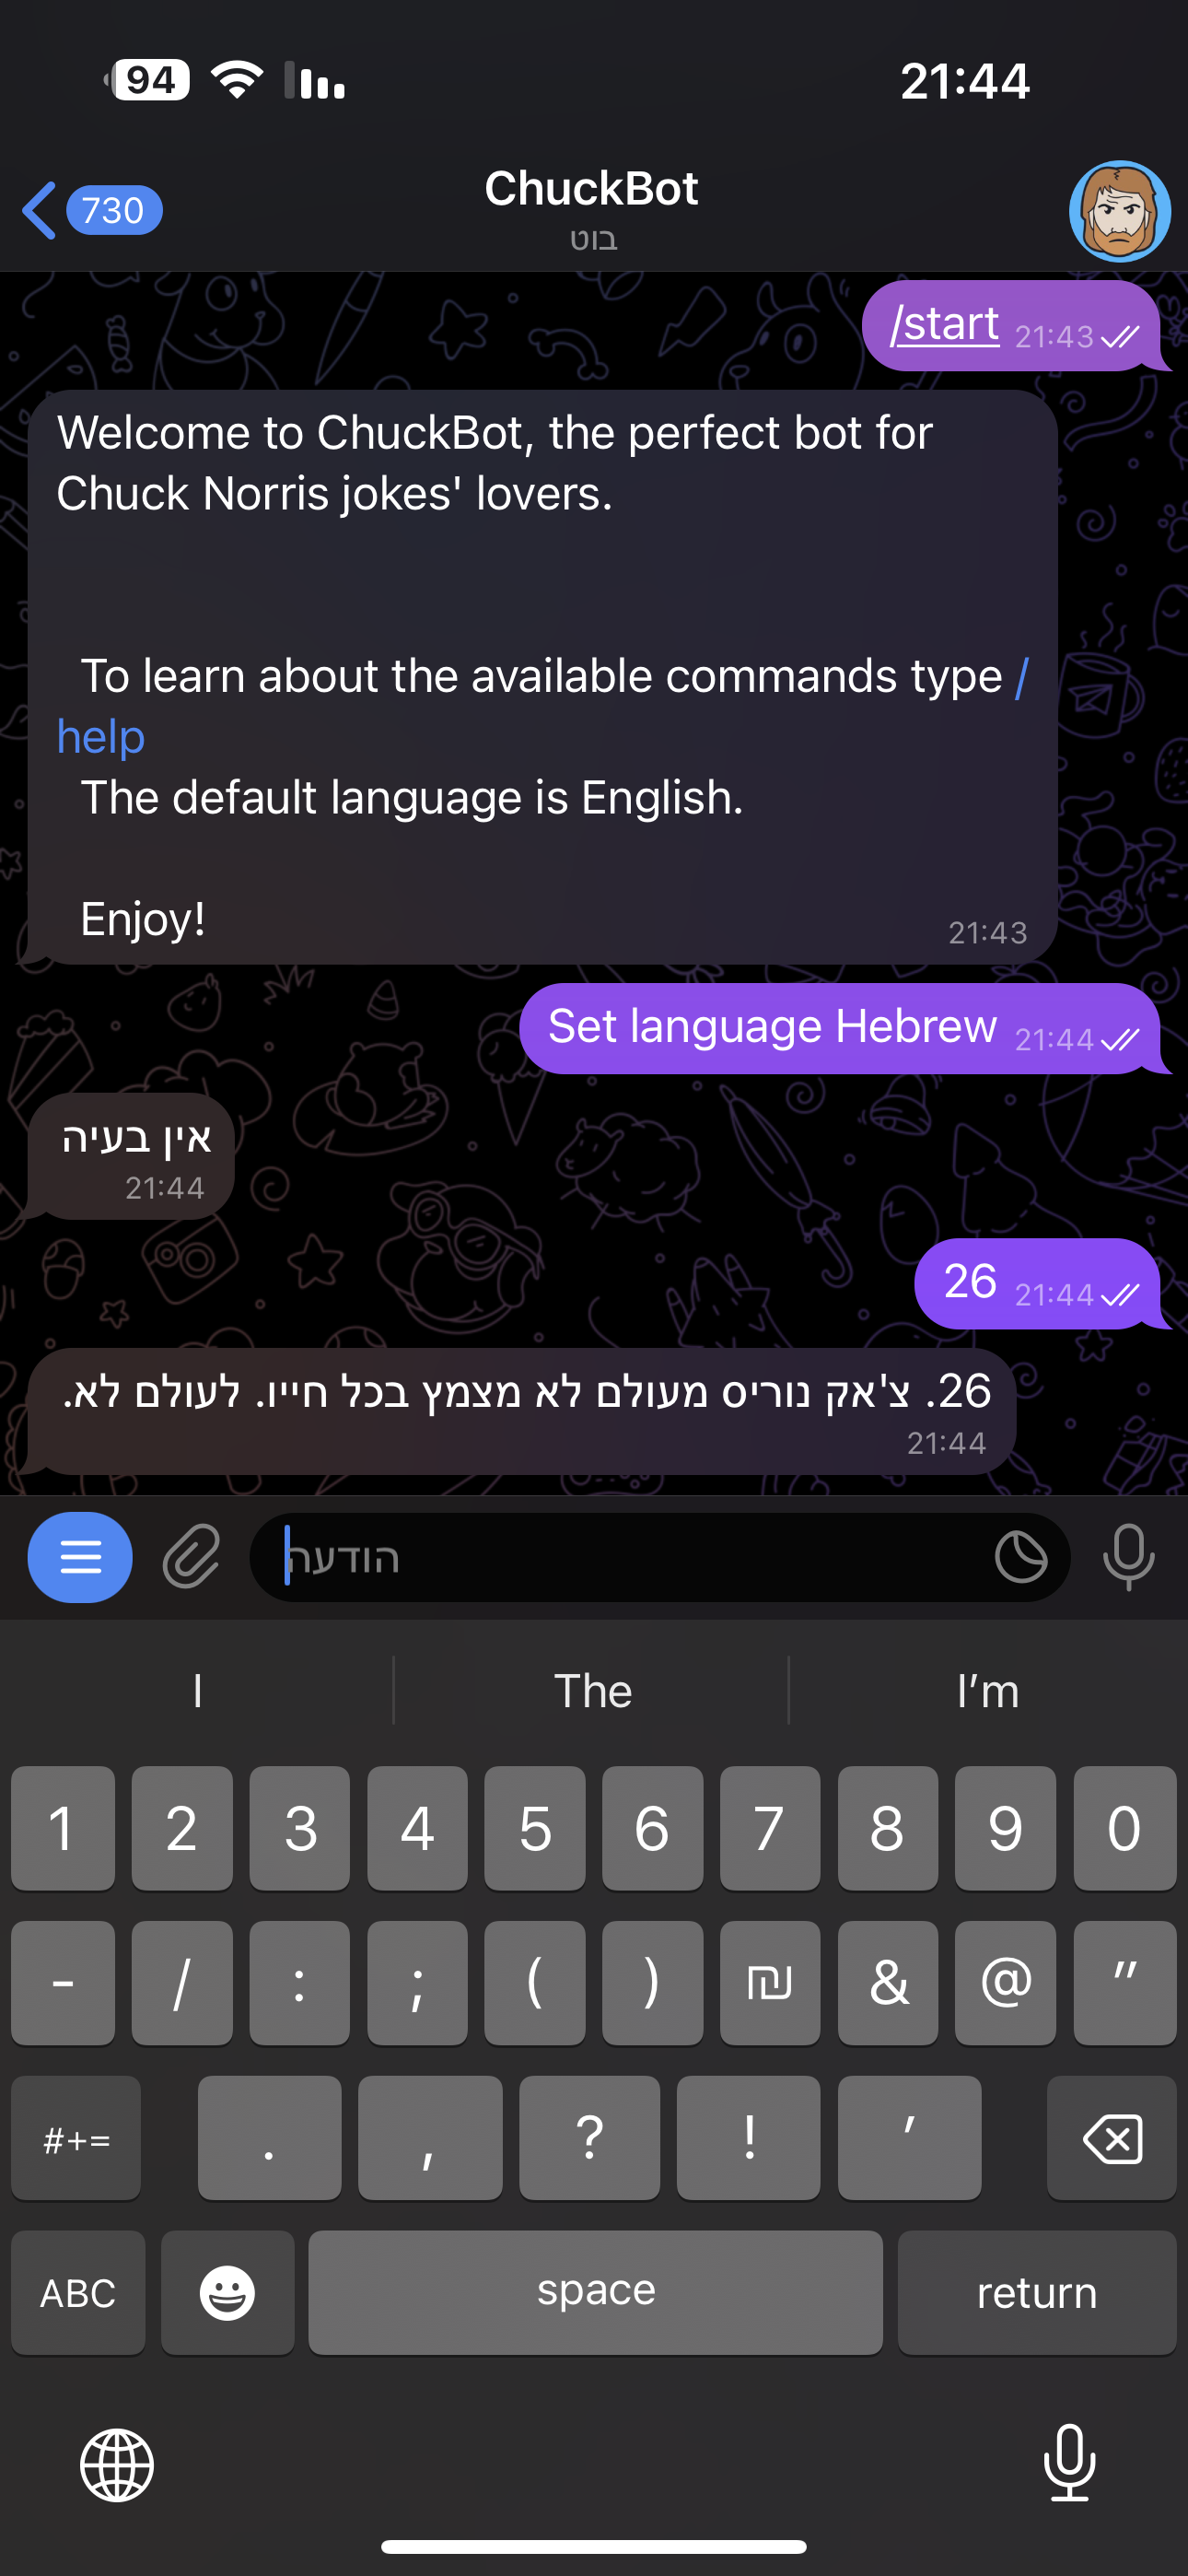 94
21:44
730
ChuckBot
בוט
/start 21:43
Welcome to ChuckBot, the perfect bot for
Chuck Norris jokes' lovers.
To learn about the available commands type /
help
The default language is English.
Enjoy!
21:43
Set language Hebrew 21:44
אין בעיה
21:44
26 21:44
26. צ'אק נוריס מעולם לא מצמץ בכל חייו. לעולם לא.
21:44
הודעה
I The I’m
1 2 3 4 5 6 7 8 9 0
- / : ; ( ) ₪ & @ ”
#+= . , ? ! ’
ABC space return